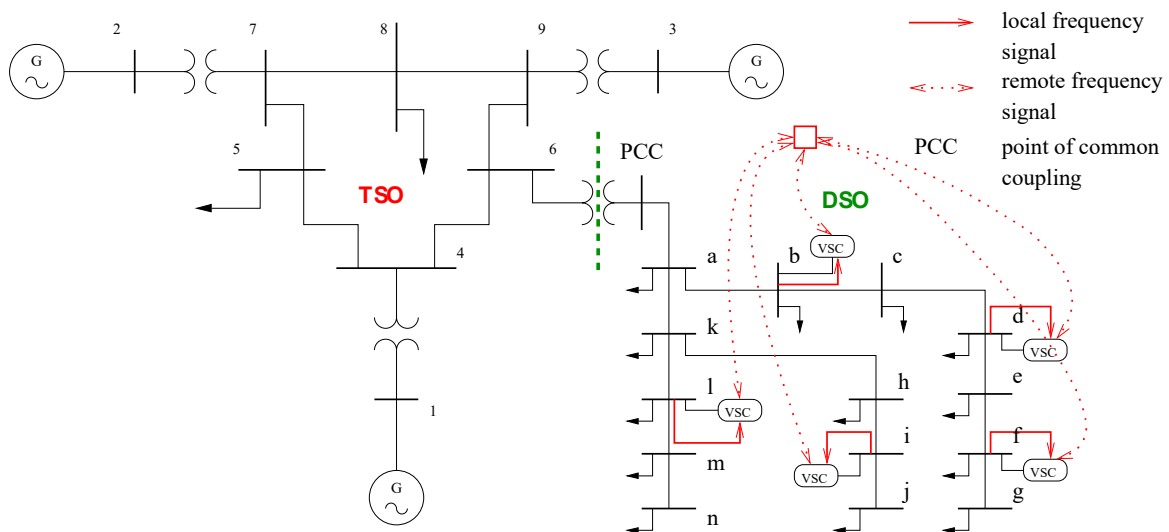 2
7
8
9
3
G
G
local frequency
signal
remote frequency
signal
PCC
point of common
coupling
5
6
PCC
TSO
DSO
4
VSC
a
b
c
k
d
VSC
l
VSC
h
e
m
i
f
VSC
VSC
n
j
g
1
G